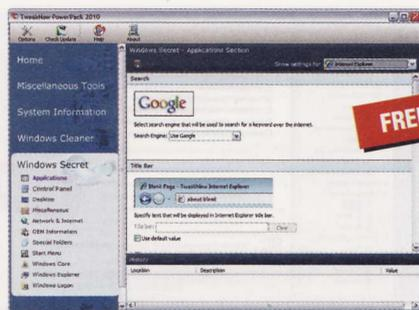 TweakNow PowerPack 2010
Options Check Update Help About
Home
Miscellaneous Tools
System Information
Windows Cleaner
Windows Secret
Applications
Control Panel
Desktop
Miscellaneous
Network & Internet
OEM Information
Special Folders
Start Menu
Windows Core
Windows Explorer
Windows Logon
Windows Secret - Applications Section
Show settings for: Internet Explorer
Search
Google
Select search engine that will be used to search for a keyword over the internet.
Search Engine: Use Google
FREE
Title Bar
Blank Page - TweakNow Internet Explorer
about:blank
Specify text that will be displayed in Internet Explorer title bar.
Title bar: Clear
Use default value
History
Location Description Value